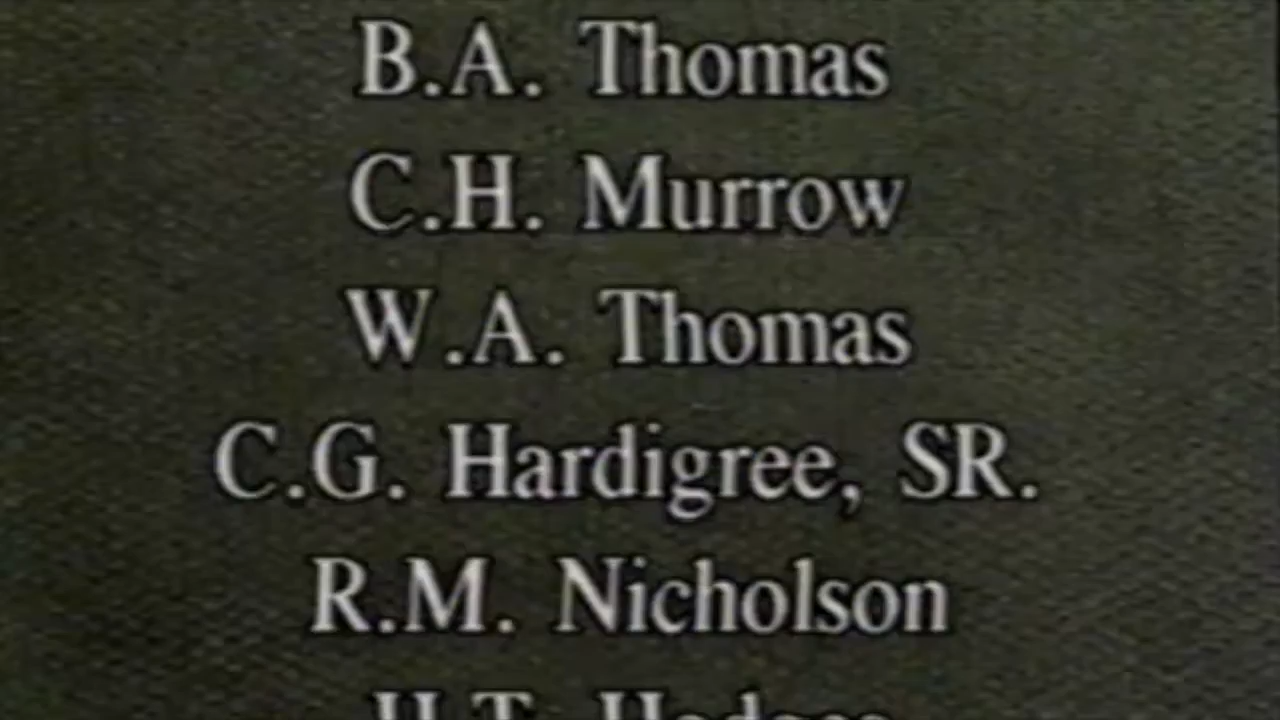 B.A. Thomas
C.H. Murrow
W.A. Thomas
C.G. Hardigree, SR.
R.M. Nicholson